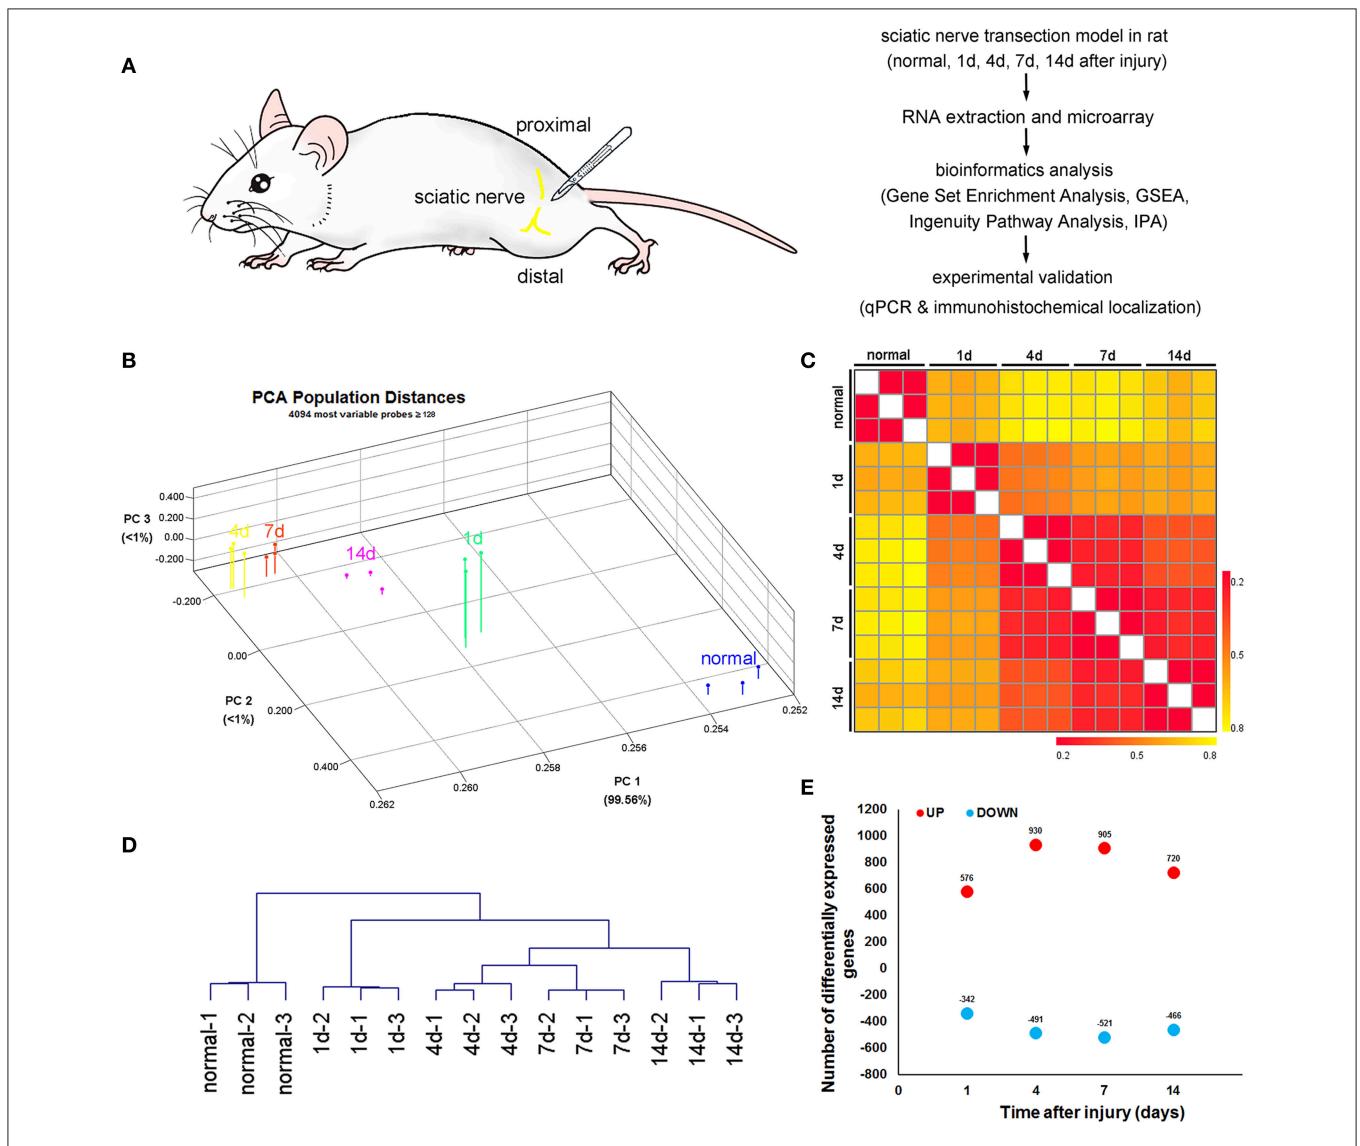 A
proximal
sciatic nerve
distal
sciatic nerve transection model in rat
(normal, 1d, 4d, 7d, 14d after injury)
RNA extraction and microarray
bioinformatics analysis
(Gene Set Enrichment Analysis, GSEA,
Ingenuity Pathway Analysis, IPA)
experimental validation
(qPCR & immunohistochemical localization)
B
PCA Population Distances
4094 most variable probes ≥ 128
PC 3
(<1%)
0.400
0.200
0.00
-0.200
4d
7d
14d
1d
normal
-0.200
0.00
0.200
0.400
PC 2
(<1%)
0.262
0.260
0.258
0.256
0.254
0.252
PC 1
(99.56%)
C
normal 1d 4d 7d 14d
normal
1d
4d
7d
14d
0.2
0.5
0.8
0.2 0.5 0.8
D
normal-1
normal-2
normal-3
1d-2
1d-1
1d-3
4d-1
4d-2
4d-3
7d-2
7d-1
7d-3
14d-2
14d-1
14d-3
E
UP DOWN
Number of differentially expressed
genes
1200
1000
800
600
400
200
0
-200
-400
-600
-800
576
930
905
720
-342
-491
-521
-466
0 1 4 7 14
Time after injury (days)